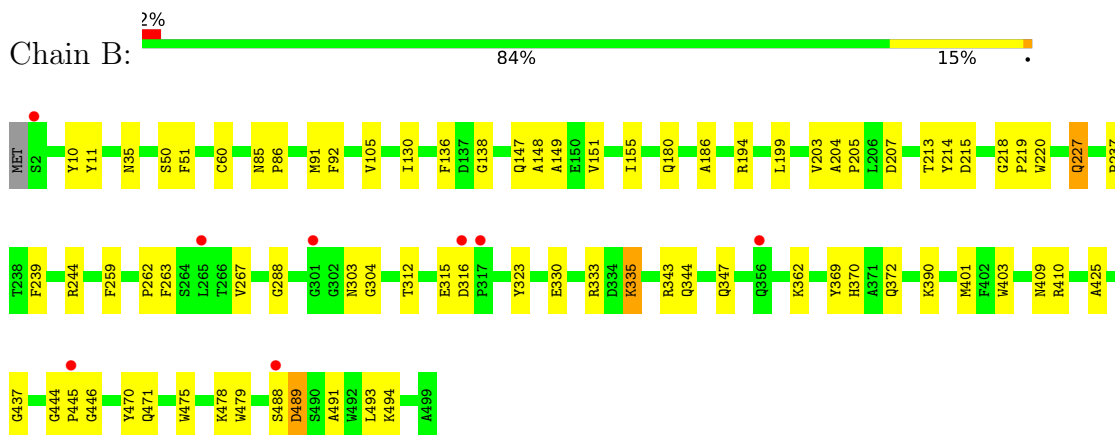 2%
Chain B:
84% 15% •
MET S2 Y10 Y11 N35 S50 F51 C60 N85 P86 M91 F92 V105 I130 F136 D137 G138 Q147 A148 A149 E150 V151 I155 Q180 A186 R194 L199 V203 A204 P205 L206 D207 T213 Y214 D215 G218 P219 W220 Q227
T238 F239 R244 F259 P262 F263 S264 L265 T266 V267 G288 G301 G302 N303 G304 T312 E315 D316 P317 Y323 E330 R333 D334 K335 R343 Q344 Q347 Q356 K362 Y369 H370 A371 Q372 K390 M401 F402 W403 N409 R410 A425
G437 G444 P445 G446 Y470 Q471 W475 K478 W479 S488 D489 S490 A491 W492 L493 K494 A499